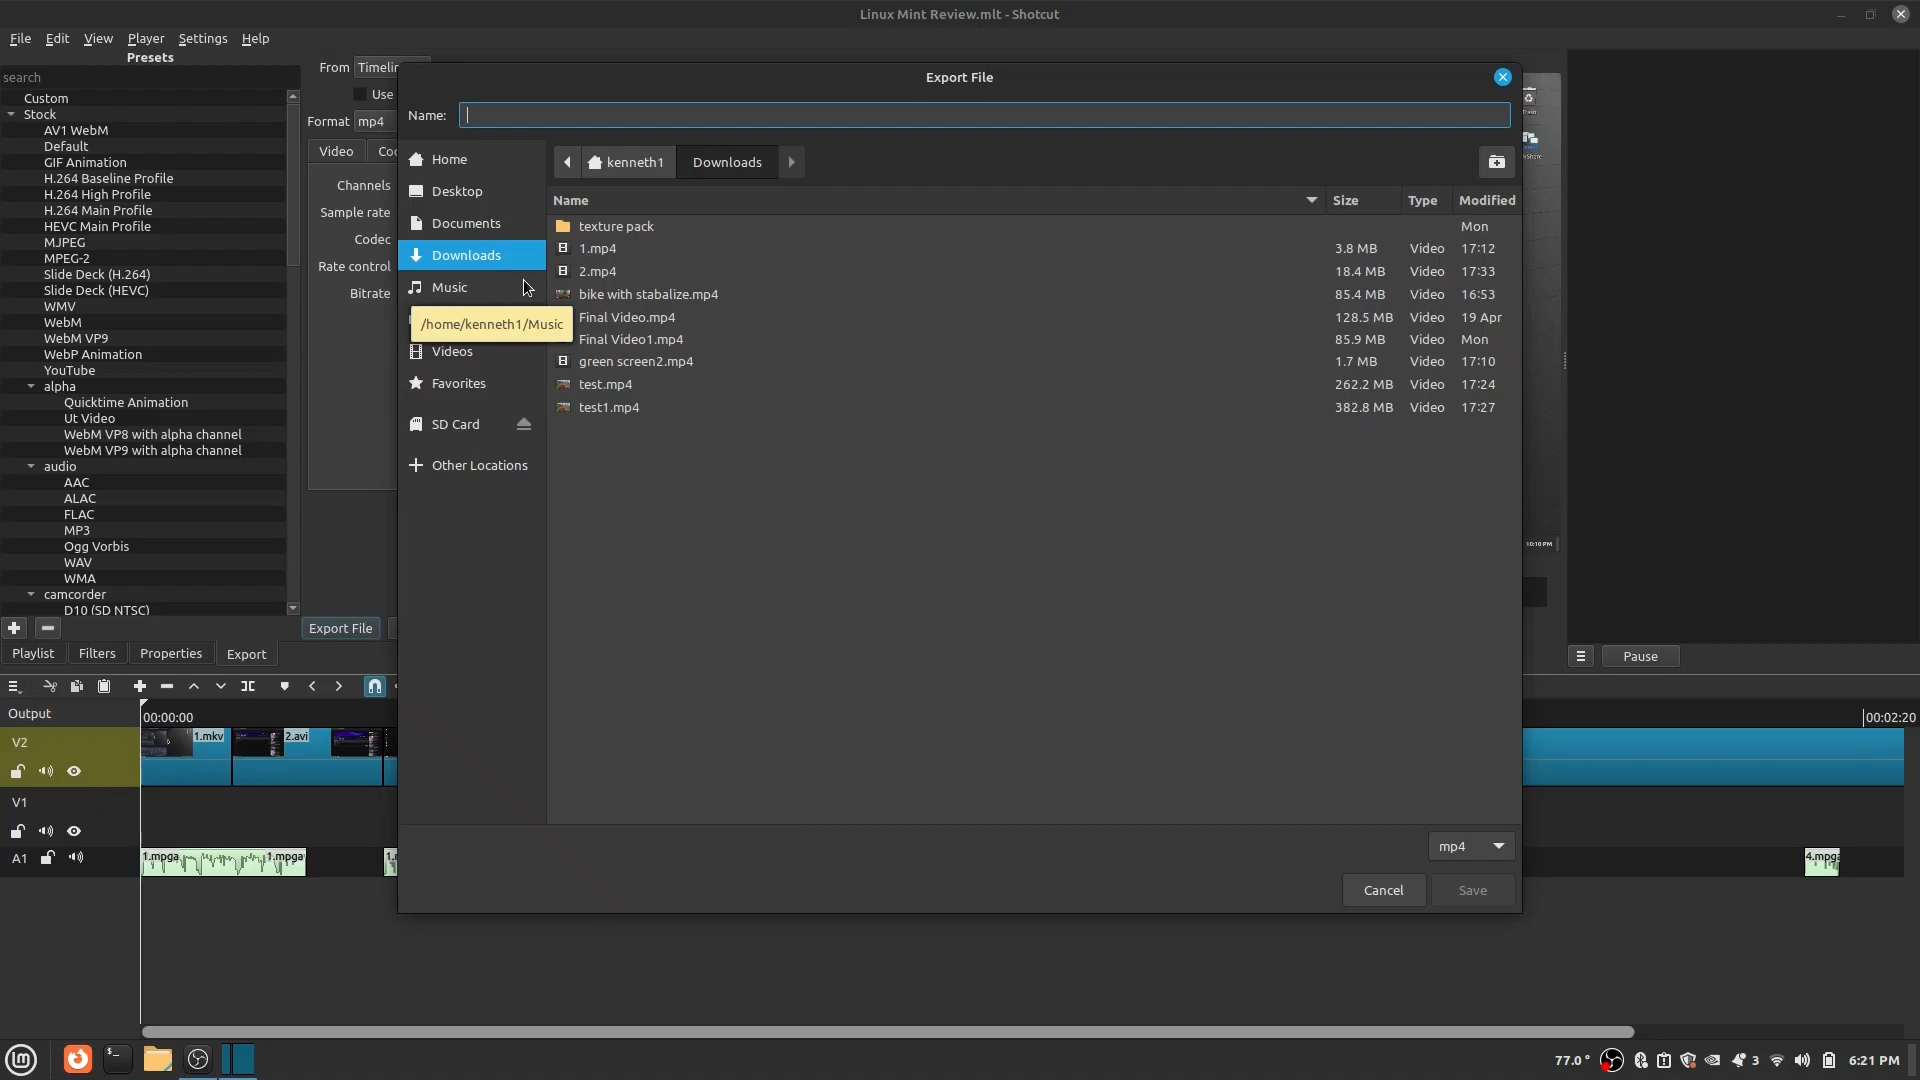 Linux Mint Review.mlt - Shotcut
File Edit View Player Settings Help
Presets
search
Custom
Stock
AV1 WebM
Default
GIF Animation
H.264 Baseline Profile
H.264 High Profile
H.264 Main Profile
HEVC Main Profile
MJPEG
MPEG-2
Slide Deck (H.264)
Slide Deck (HEVC)
WMV
WebM
WebM VP9
WebP Animation
YouTube
alpha
Quicktime Animation
Ut Video
WebM VP8 with alpha channel
WebM VP9 with alpha channel
audio
AAC
ALAC
FLAC
MP3
Ogg Vorbis
WAV
WMA
camcorder
D10 (SD NTSC)
From Timelin
Use
Format mp4
Video Co
Channels
Sample rate
Codec
Rate control
Bitrate
Export File
Playlist Filters Properties Export
Export File
Name:
Home
Desktop
Documents
Downloads
Music
/home/kenneth1/Music
Videos
Favorites
SD Card
Other Locations
kenneth1 Downloads
Name Size Type Modified
texture pack Mon
1.mp4 3.8 MB Video 17:12
2.mp4 18.4 MB Video 17:33
bike with stabalize.mp4 85.4 MB Video 16:53
Final Video.mp4 128.5 MB Video 19 Apr
Final Video1.mp4 85.9 MB Video Mon
green screen2.mp4 1.7 MB Video 17:10
test.mp4 262.2 MB Video 17:24
test1.mp4 382.8 MB Video 17:27
mp4
Cancel Save
10:10 PM
Pause
Output 00:00:00 00:02:20
V2 1.mkv 2.avi
V1
A1 1.mpga 1.mpga 4.mpga
77.0° 3 6:21 PM